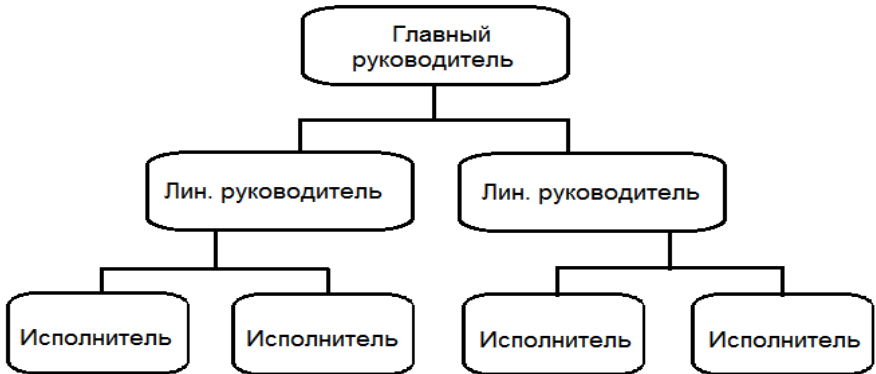 Главный
руководитель
Лин. руководитель
Лин. руководитель
Исполнитель
Исполнитель
Исполнитель
Исполнитель